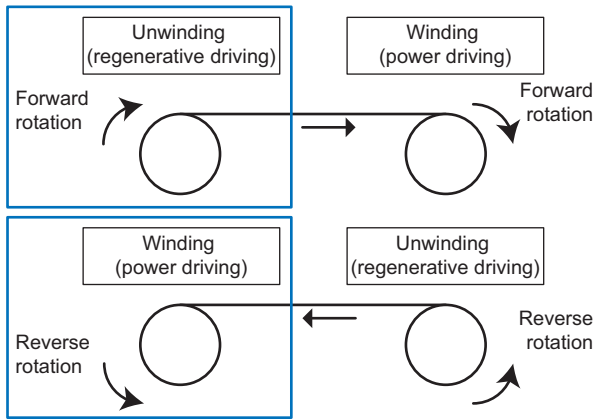 Unwinding
(regenerative driving)
Winding
(power driving)
Forward
rotation
Forward
rotation
Winding
(power driving)
Unwinding
(regenerative driving)
Reverse
rotation
Reverse
rotation